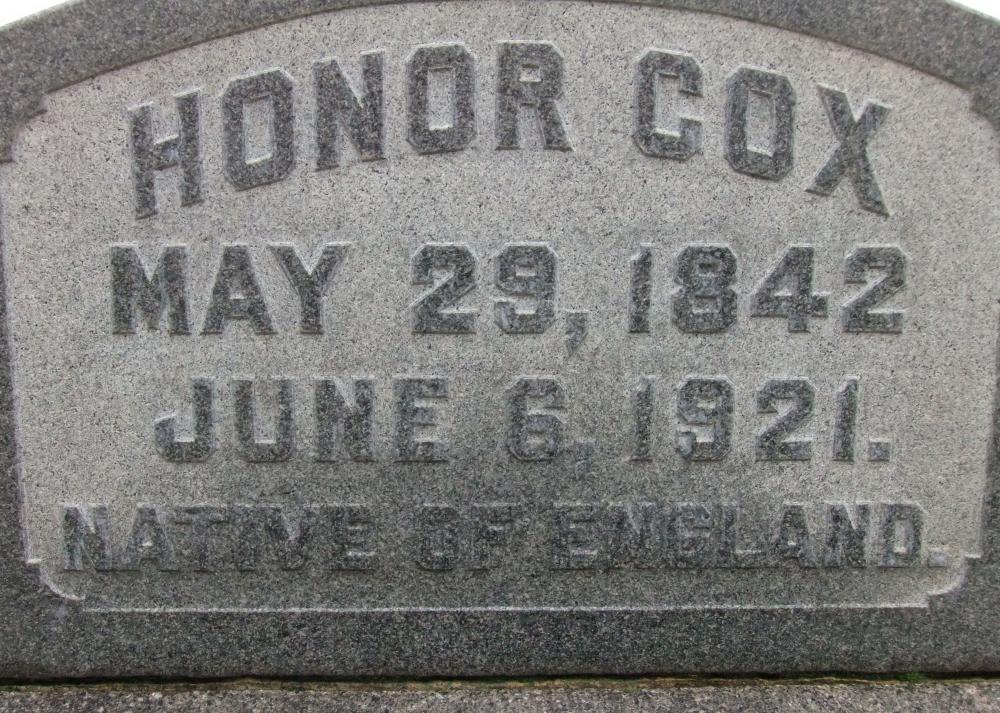 HONOR COX
MAY 29, 1842
JUNE 6, 1921.
NATIVE OF ENGLAND.